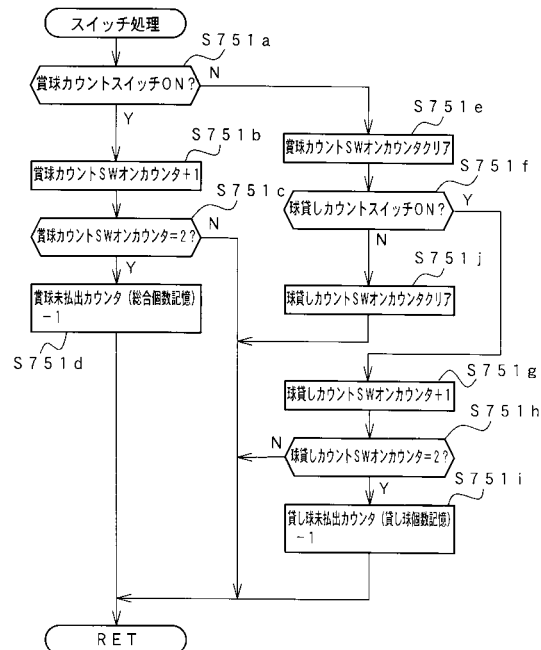 スイッチ処理
S751a
賞球カウントスイッチON?
N
Y
S751b
賞球カウントSWオンカウンタ+1
S751c
賞球カウントSWオンカウンタ=2?
N
Y
賞球未払出カウンタ(総合個数記憶)
-1
S751d
S751e
賞球カウントSWオンカウンタクリア
S751f
球貸しカウントスイッチON?
Y
N
S751j
球貸しカウントSWオンカウンタクリア
S751g
球貸しカウントSWオンカウンタ+1
S751h
N
球貸しカウントSWオンカウンタ=2?
Y
S751i
貸し球未払出カウンタ(貸し球個数記憶)
-1
RET